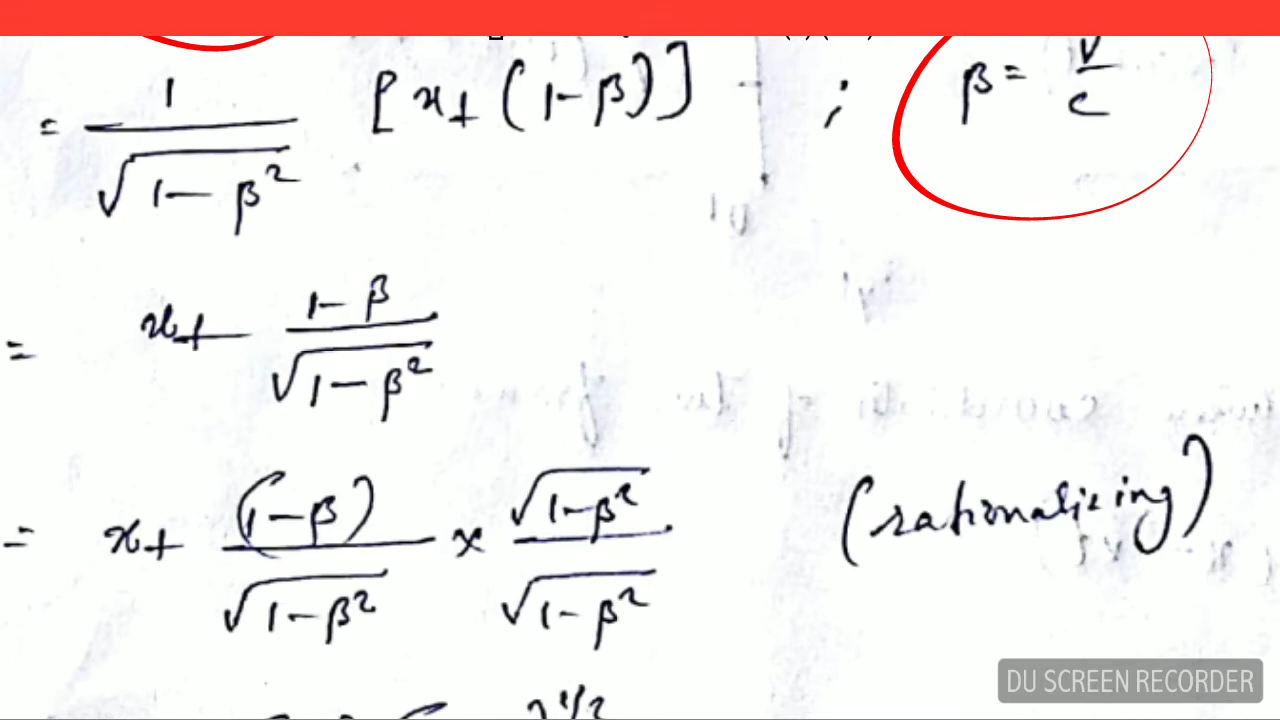 = 1/√(1-β²) [x₊ (1-β)] ; β = v/c
= x₊ (1-β)/√(1-β²)
= x₊ (1-β)/√(1-β²) × √(1-β²)/√(1-β²) (rationalizing)
DU SCREEN RECORDER